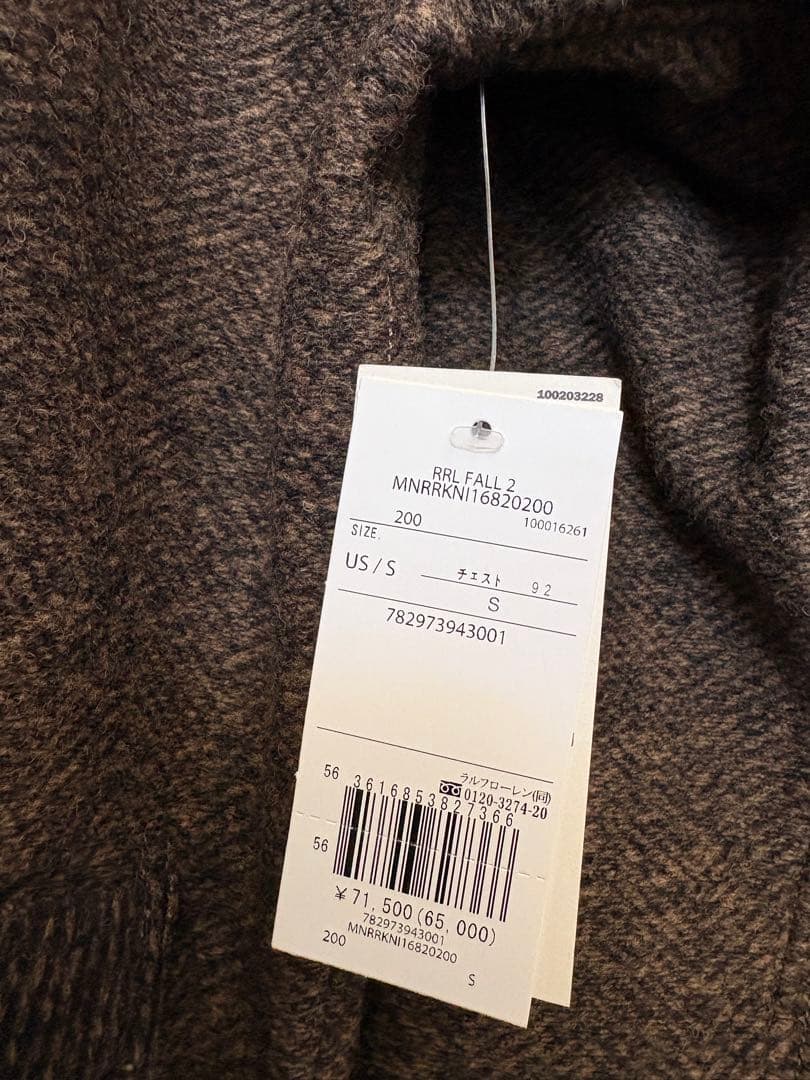 100203228
RRL FALL 2
MNRRKNI16820200
200 100016261
SIZE.
US / S チェスト 92
S
782973943001
ラルフローレン(同)
0120-3274-20
56 3616853827366
56
¥ 71,500(65,000)
782973943001
MNRRKNI16820200
200 S